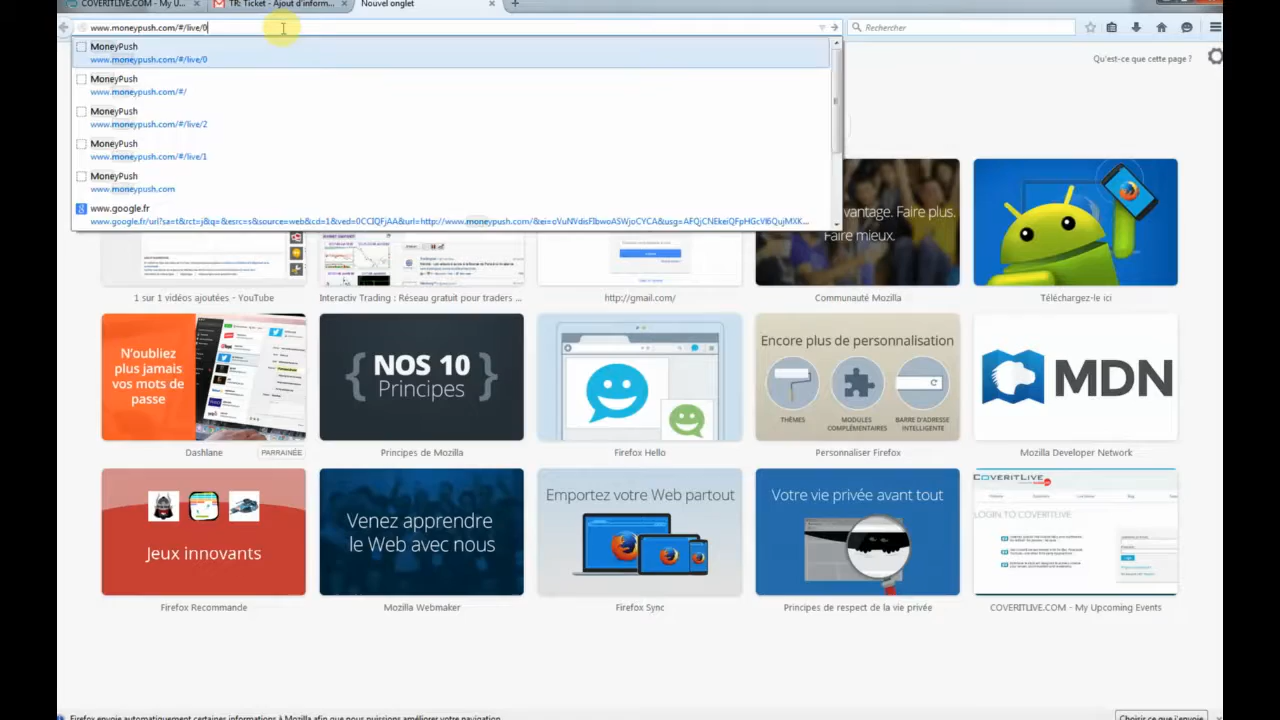 COVERITLIVE.COM - My U...
TR: Ticket - Ajout d'inform...
Nouvel onglet
www.moneypush.com/#/live/0
Rechercher
MoneyPush
www.moneypush.com/#/live/0
MoneyPush
www.moneypush.com/#/
MoneyPush
www.moneypush.com/#/live/2
MoneyPush
www.moneypush.com/#/live/1
MoneyPush
www.moneypush.com
www.google.fr
Qu'est-ce que cette page ?
vantage. Faire plus.
Faire mieux.
1 sur 1 vidéos ajoutées - YouTube
Interactiv Trading : Réseau gratuit pour traders ...
http://gmail.com/
Communauté Mozilla
Téléchargez-le ici
N'oubliez
plus jamais
vos mots de
passe
NOS 10
Principes
Encore plus de personnalisation
THÈMES
MODULES
COMPLÉMENTAIRES
BARRE D'ADRESSE
INTELLIGENTE
MDN
Dashlane
PARRAINÉE
Principes de Mozilla
Firefox Hello
Personnaliser Firefox
Mozilla Developer Network
Jeux innovants
Venez apprendre
le Web avec nous
Emportez votre Web partout
Votre vie privée avant tout
COVERITLIVE
LOGIN TO COVERITLIVE
Firefox Recommande
Mozilla Webmaker
Firefox Sync
Principes de respect de la vie privée
COVERITLIVE.COM - My Upcoming Events
Firefox envoie automatiquement certaines informations à Mozilla afin que nous puissions améliorer votre navigation
Choisir ce que j'envoie